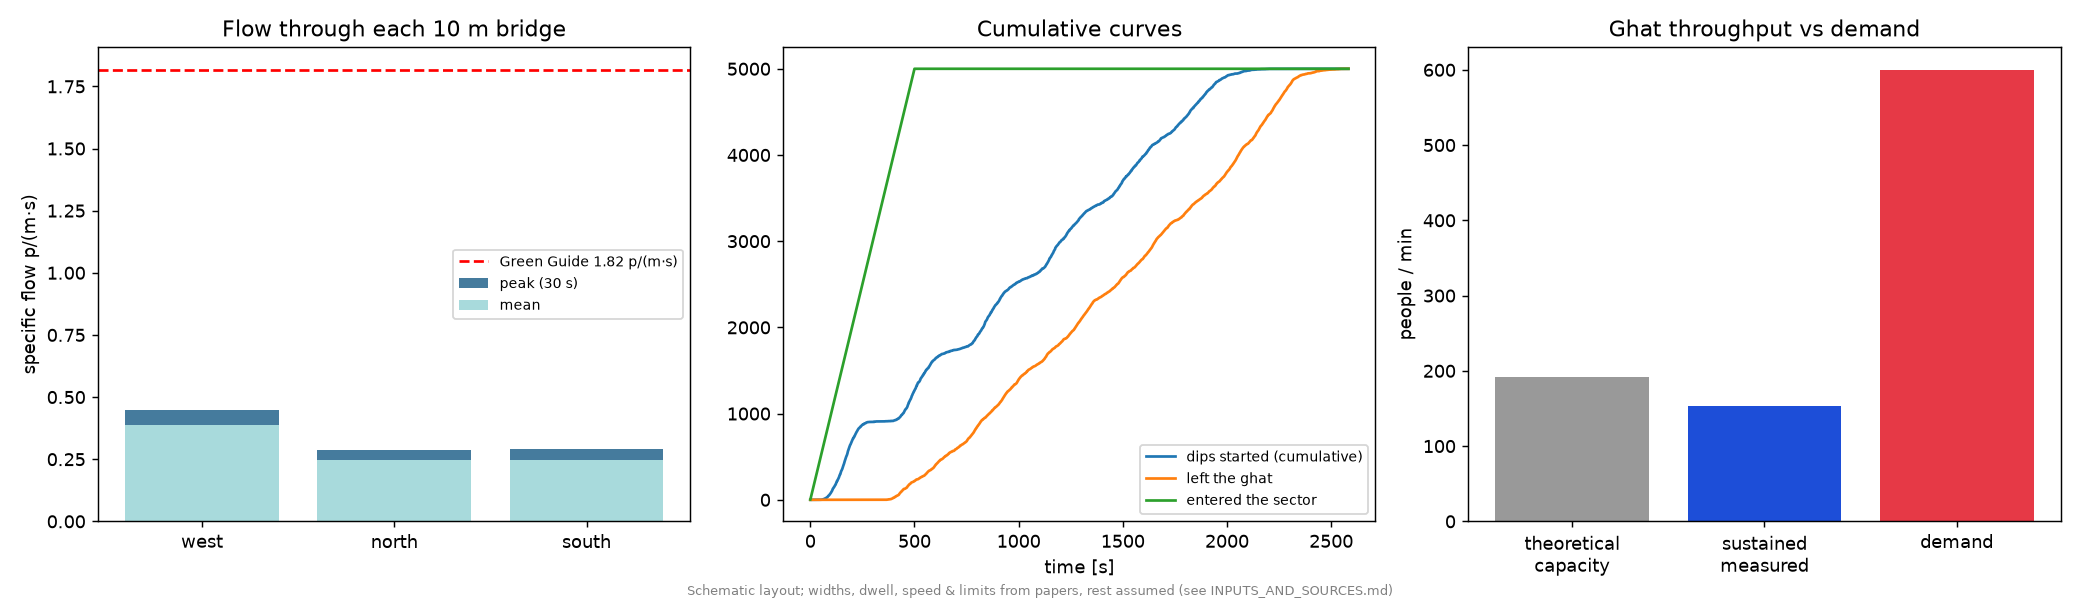 Flow through each 10 m bridge
specific flow p/(m·s)
1.75
1.50
1.25
1.00
0.75
0.50
0.25
0.00
Green Guide 1.82 p/(m·s)
peak (30 s)
mean
west north south
Cumulative curves
5000
4000
3000
2000
1000
0
dips started (cumulative)
left the ghat
entered the sector
0 500 1000 1500 2000 2500
time [s]
Ghat throughput vs demand
people / min
600
500
400
300
200
100
0
theoretical
capacity
sustained
measured
demand
Schematic layout; widths, dwell, speed & limits from papers, rest assumed (see INPUTS_AND_SOURCES.md)